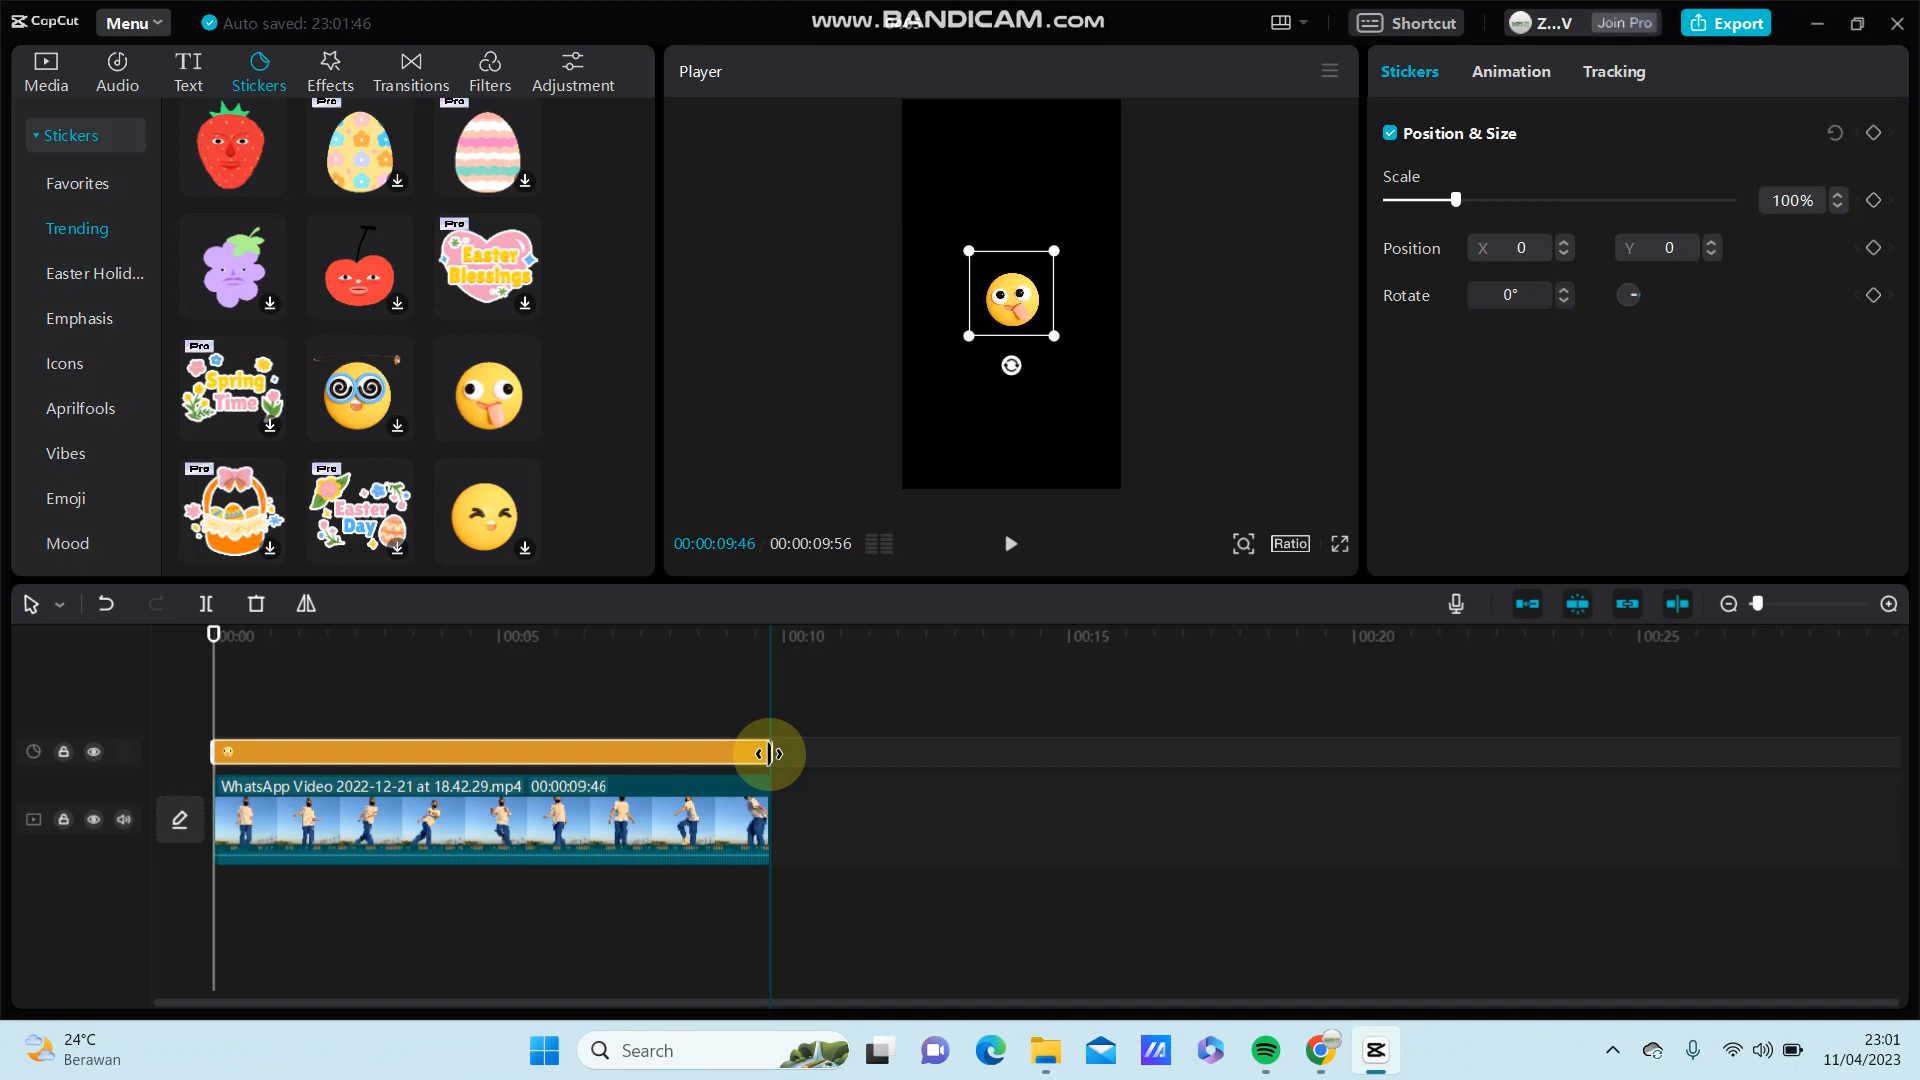 CapCut
Menu
Auto saved: 23:01:46
www.BANDICAM.com
Shortcut
Z...V
Join Pro
Export
Media
Audio
Text
Stickers
Effects
Transitions
Filters
Adjustment
Player
Stickers
Animation
Tracking
Stickers
Favorites
Trending
Easter Holid...
Emphasis
Icons
Aprilfools
Vibes
Emoji
Mood
Pro
Pro
Pro
Easter
Blessings
Pro
Spring
Time
Pro
Pro
Easter
Day
Position & Size
Scale
100%
Position
X 0
Y 0
Rotate
0°
00:00:09:46
00:00:09:56
Ratio
00:00
00:05
00:10
00:15
00:20
00:25
WhatsApp Video 2022-12-21 at 18.42.29.mp4 00:00:09:46
24°C
Berawan
Search
23:01
11/04/2023